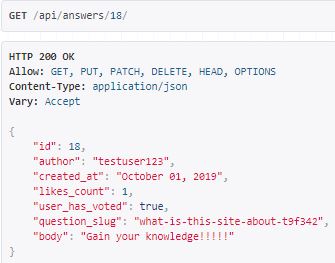 GET /api/answers/18/
HTTP 200 OK
Allow: GET, PUT, PATCH, DELETE, HEAD, OPTIONS
Content-Type: application/json
Vary: Accept
{
"id": 18,
"author": "testuser123",
"created_at": "October 01, 2019",
"likes_count": 1,
"user_has_voted": true,
"question_slug": "what-is-this-site-about-t9f342",
"body": "Gain your knowledge!!!!!"
}